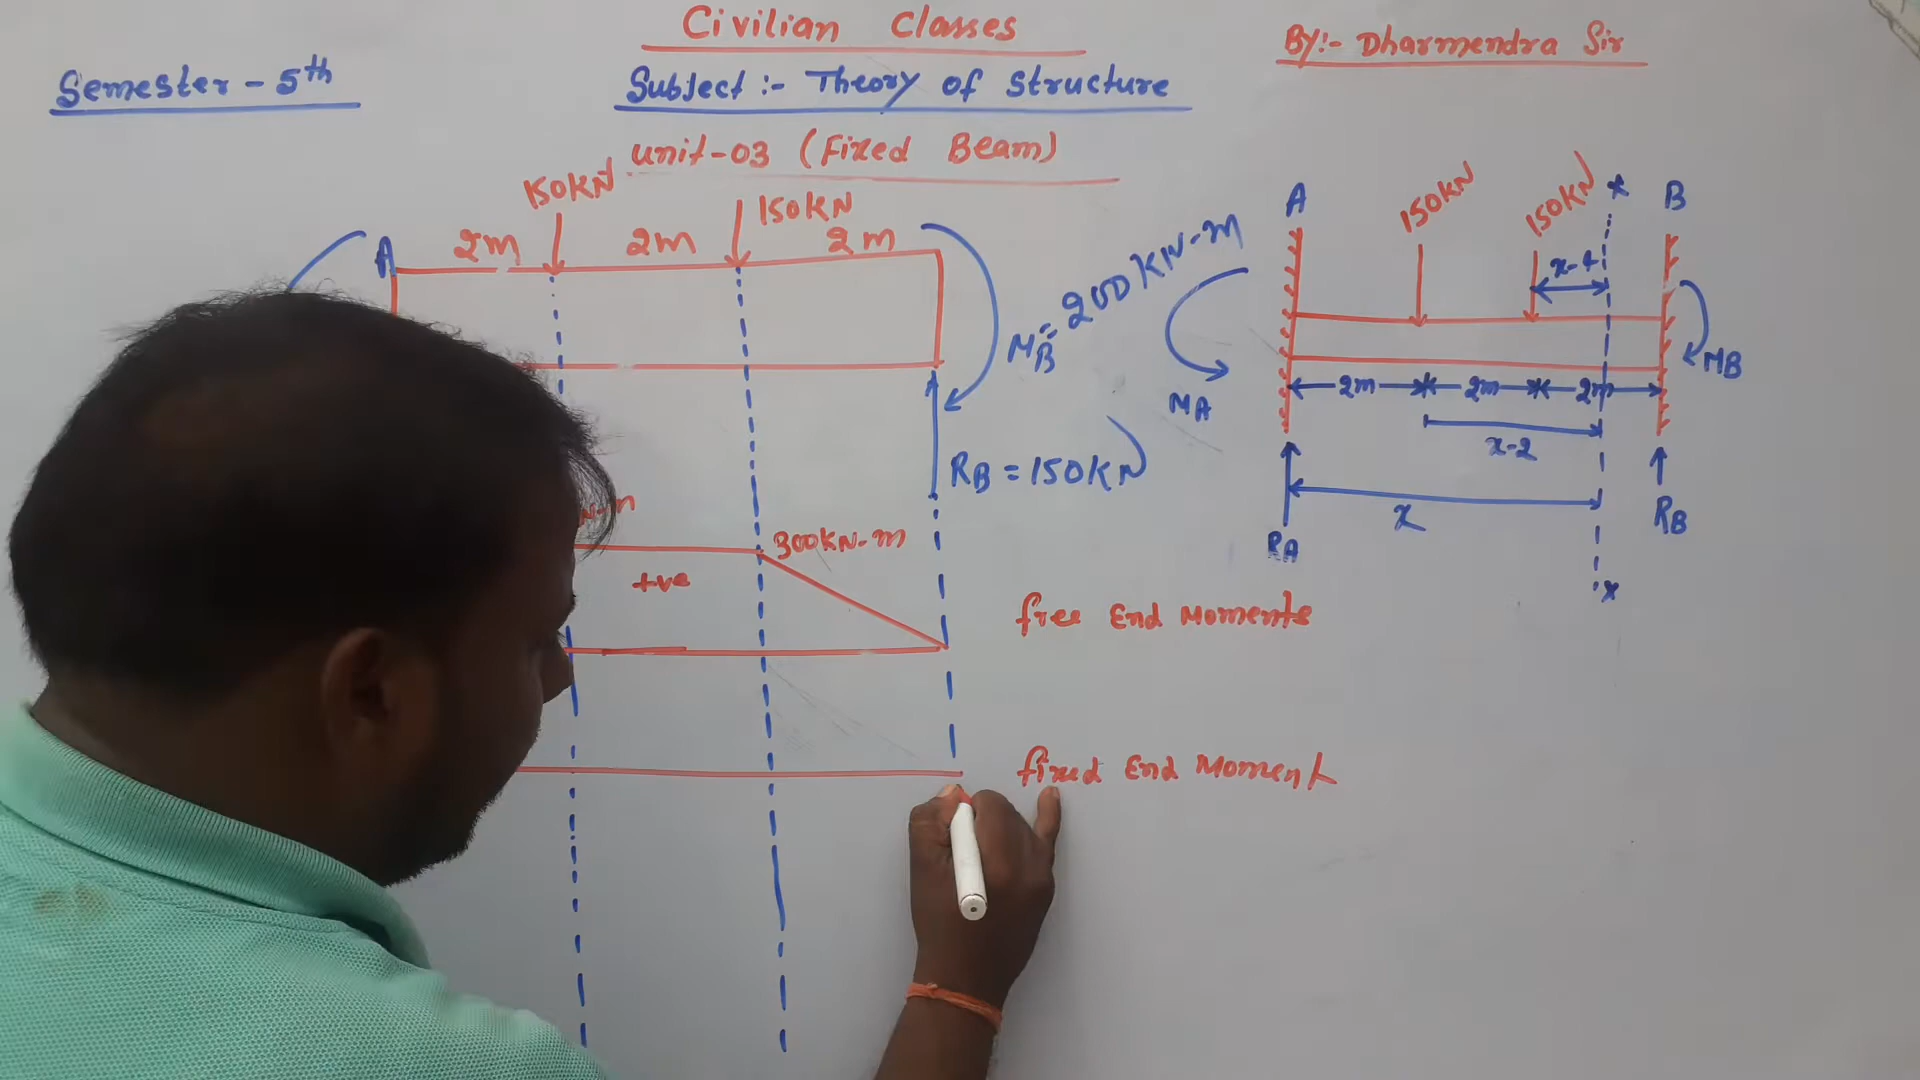 Civilian Classes
By:- Dharmendra Sir
Semester - 5th
Subject :- Theory of Structure
Unit-03 (Fixed Beam)
150KN
150KN
A
2m
2m
2m
MB = 200KN-m
RB = 150KN
300KN-m
+ve
free End Moments
fixed End Moment
A
150KN
150KN
x
B
x-4
MA
2m
2m
2m
MB
x-2
x
RA
RB
x